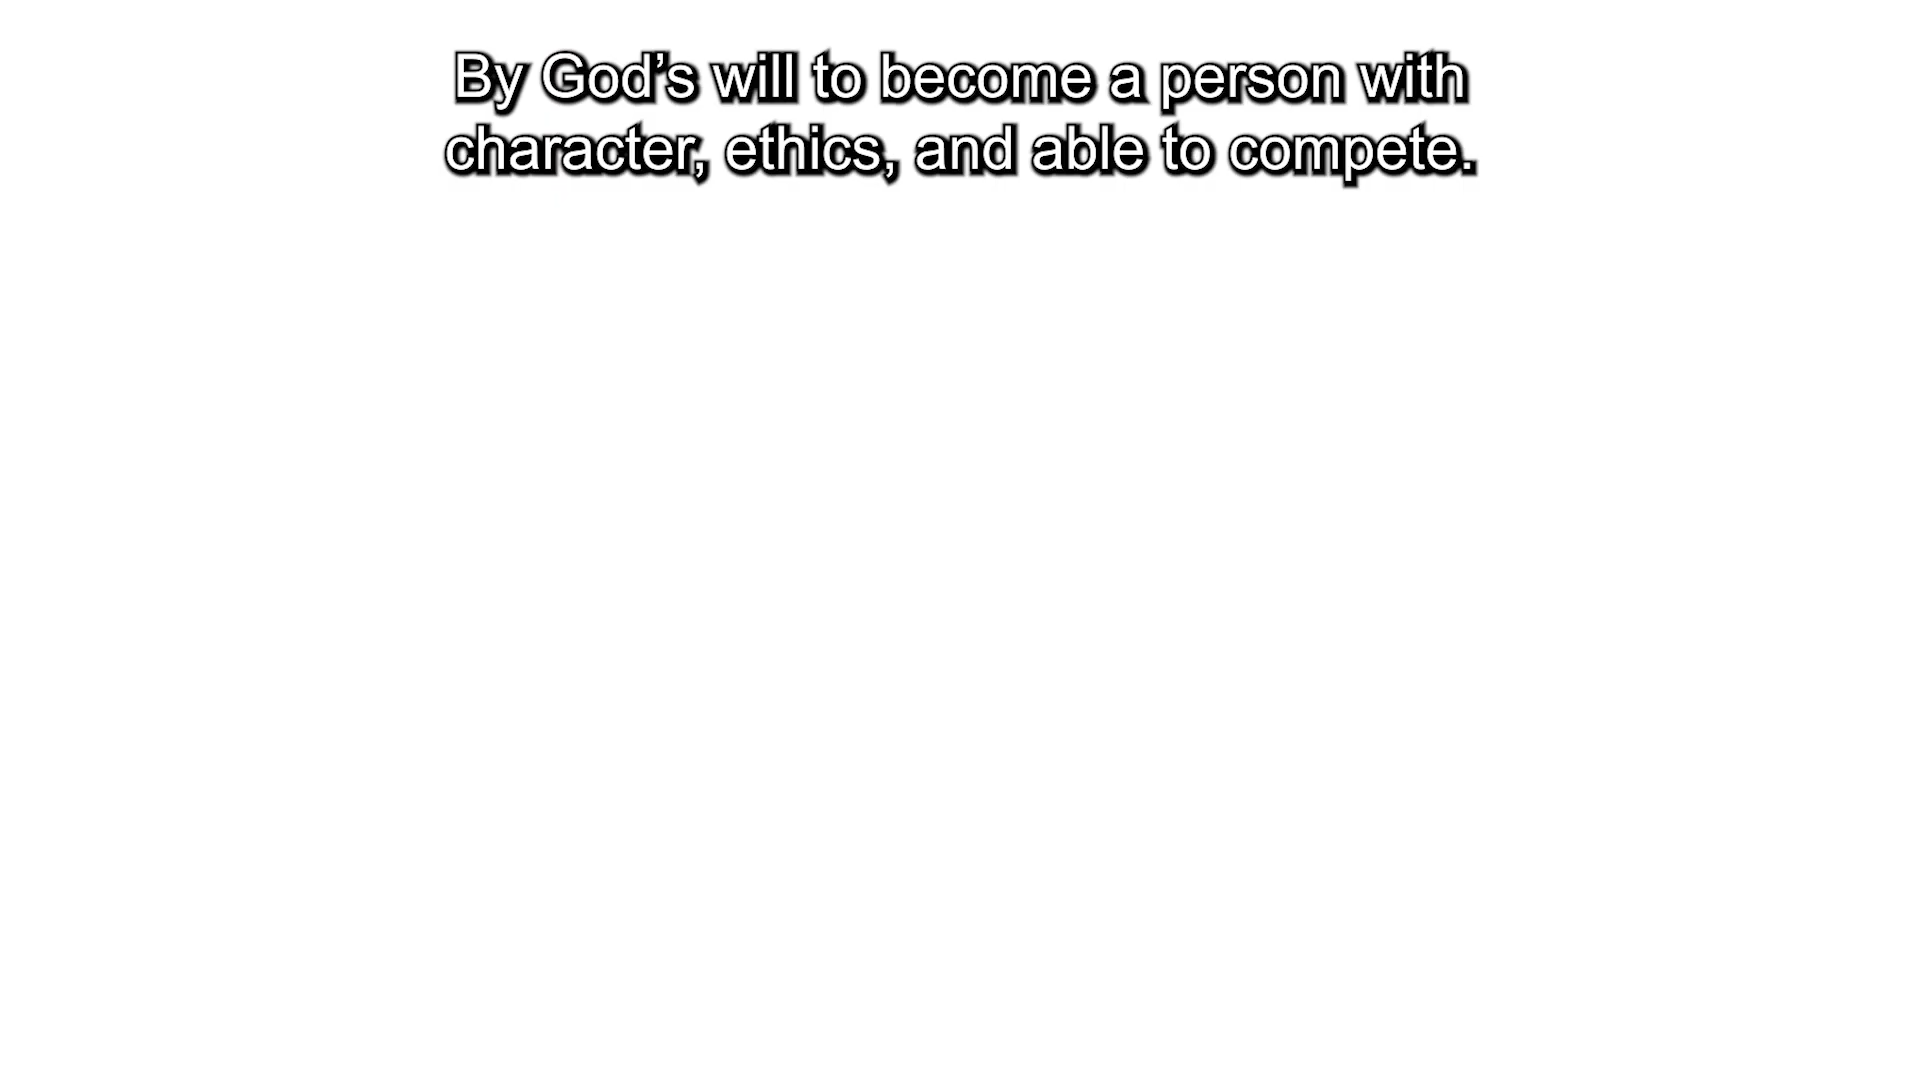 By God’s will to become a person with
character, ethics, and able to compete.